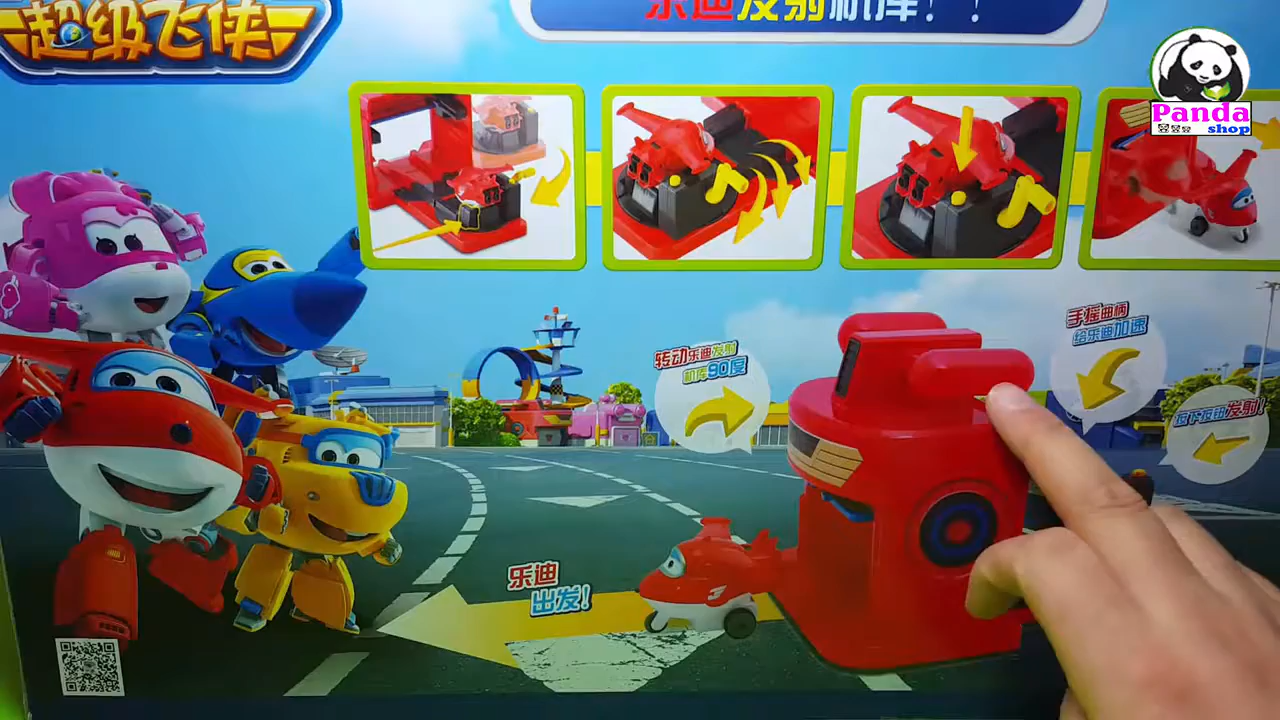 超级飞侠
乐迪发射机库！！
Panda
shop
手摇曲柄
给乐迪加速
转动乐迪发射
机库90度
按下按钮发射！
乐迪
出发！